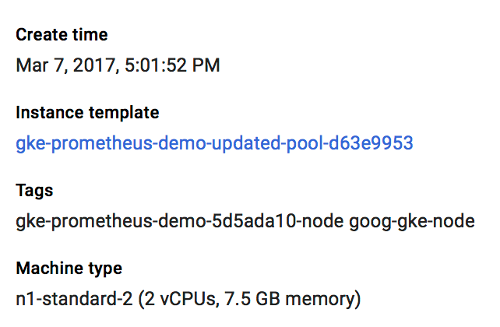 Create time
Mar 7, 2017, 5:01:52 PM
Instance template
gke-prometheus-demo-updated-pool-d63e9953
Tags
gke-prometheus-demo-5d5ada10-node goog-gke-node
Machine type
n1-standard-2 (2 vCPUs, 7.5 GB memory)